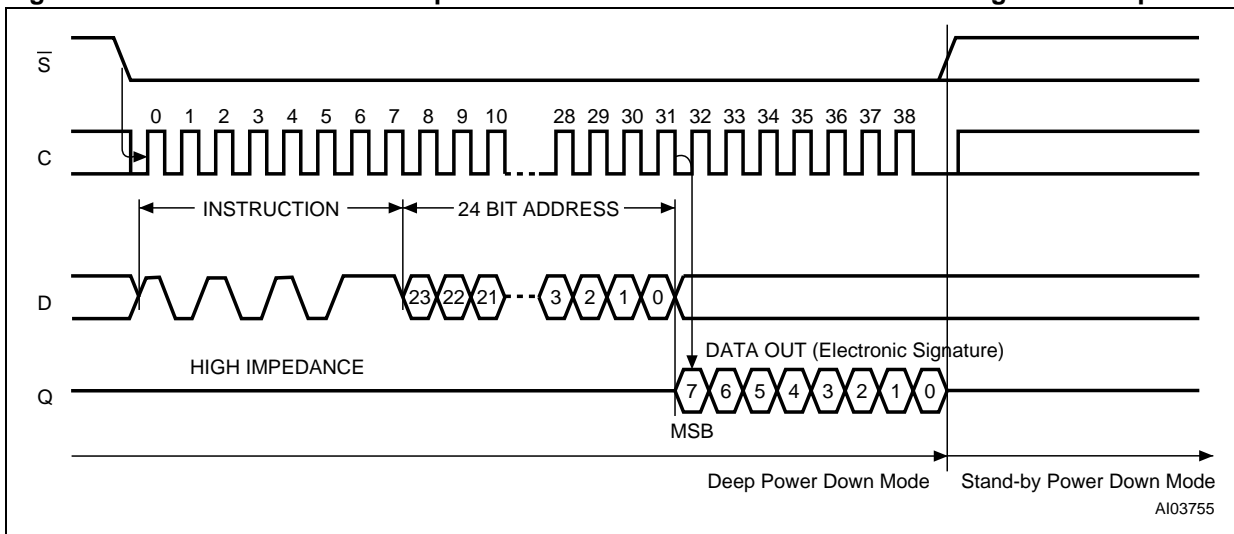 S
0 1 2 3 4 5 6 7 8 9 10 28 29 30 31 32 33 34 35 36 37 38
C
INSTRUCTION 24 BIT ADDRESS
D 23 22 21 3 2 1 0
DATA OUT (Electronic Signature)
HIGH IMPEDANCE
Q 7 6 5 4 3 2 1 0
MSB
Deep Power Down Mode Stand-by Power Down Mode
AI03755